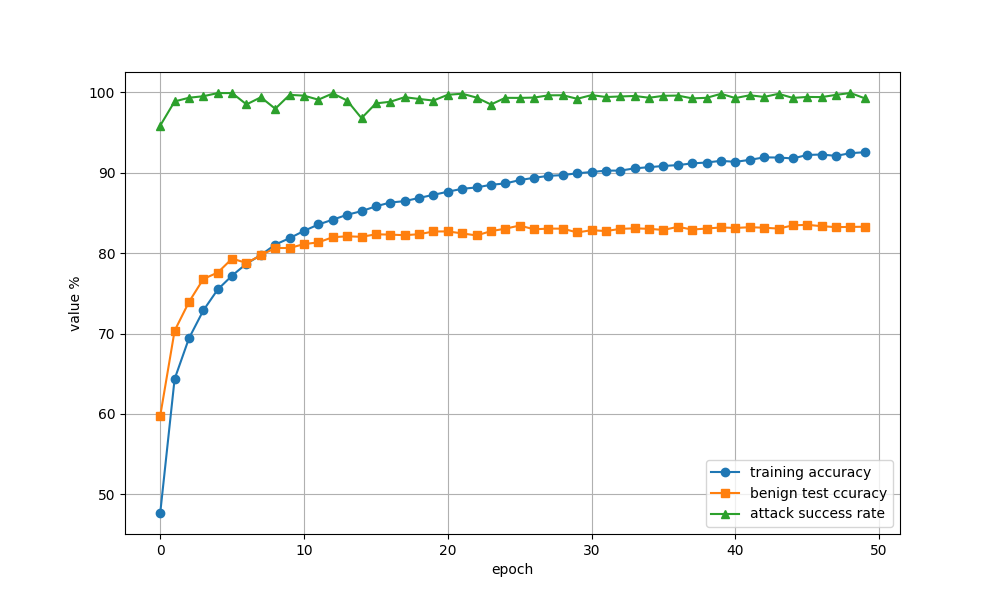 100
90
80
70
60
50
value %
0 10 20 30 40 50
epoch
training accuracy
benign test ccuracy
attack success rate